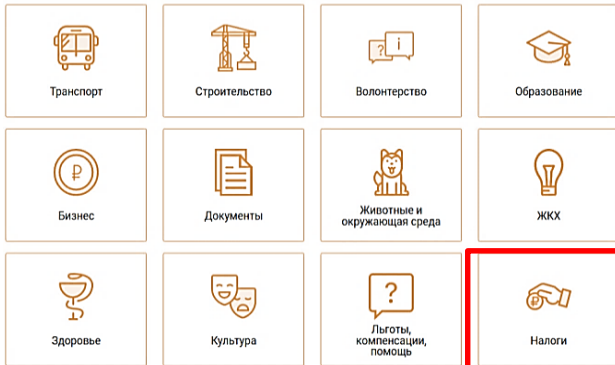 Транспорт
Строительство
Волонтерство
Образование
?
i
Бизнес
Документы
Животные и
окружающая среда
ЖКХ
₽
Здоровье
Культура
?
Льготы,
компенсации,
помощь
₽
Налоги